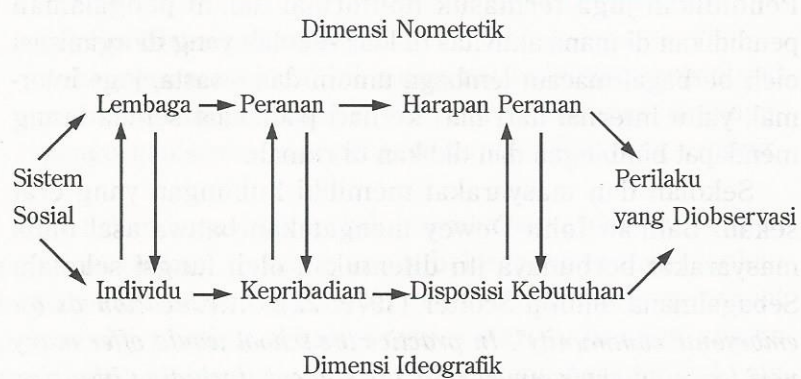 Dimensi Nometetik
Lembaga Peranan Harapan Peranan
Sistem
Sosial
Perilaku
yang Diobservasi
Individu Kepribadian Disposisi Kebutuhan
Dimensi Ideografik